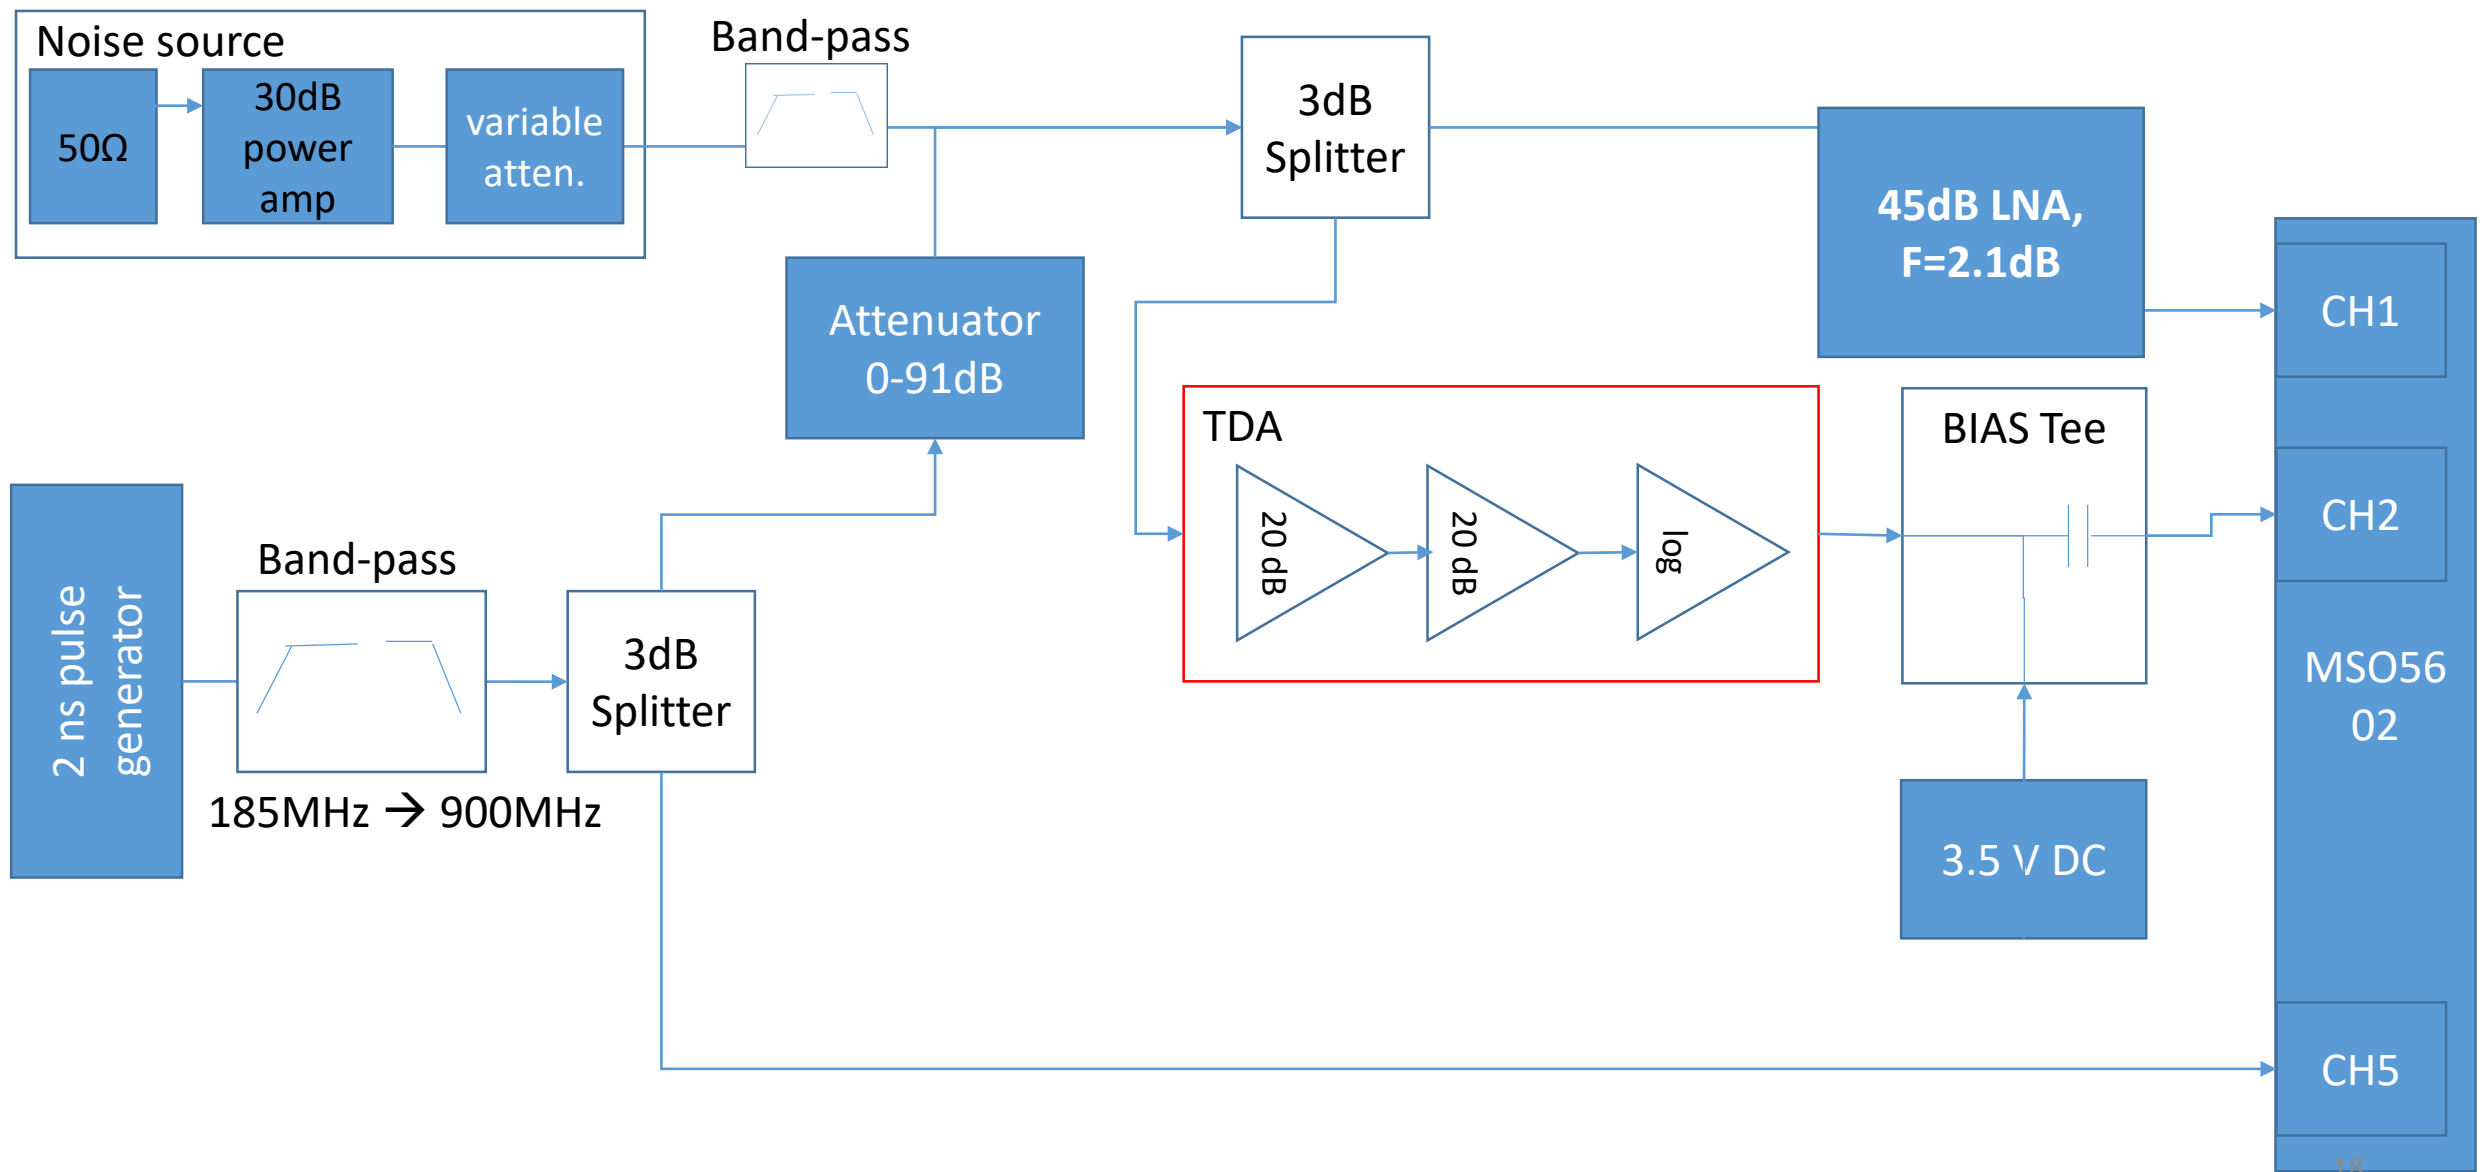 Noise source
50Ω
30dB
power
amp
variable
atten.
Band-pass
3dB
Splitter
45dB LNA,
F=2.1dB
CH1
Attenuator
0-91dB
TDA
20 dB
20 dB
log
BIAS Tee
CH2
2 ns pulse
generator
Band-pass
185MHz → 900MHz
3dB
Splitter
MSO56
02
3.5 V DC
CH5
18